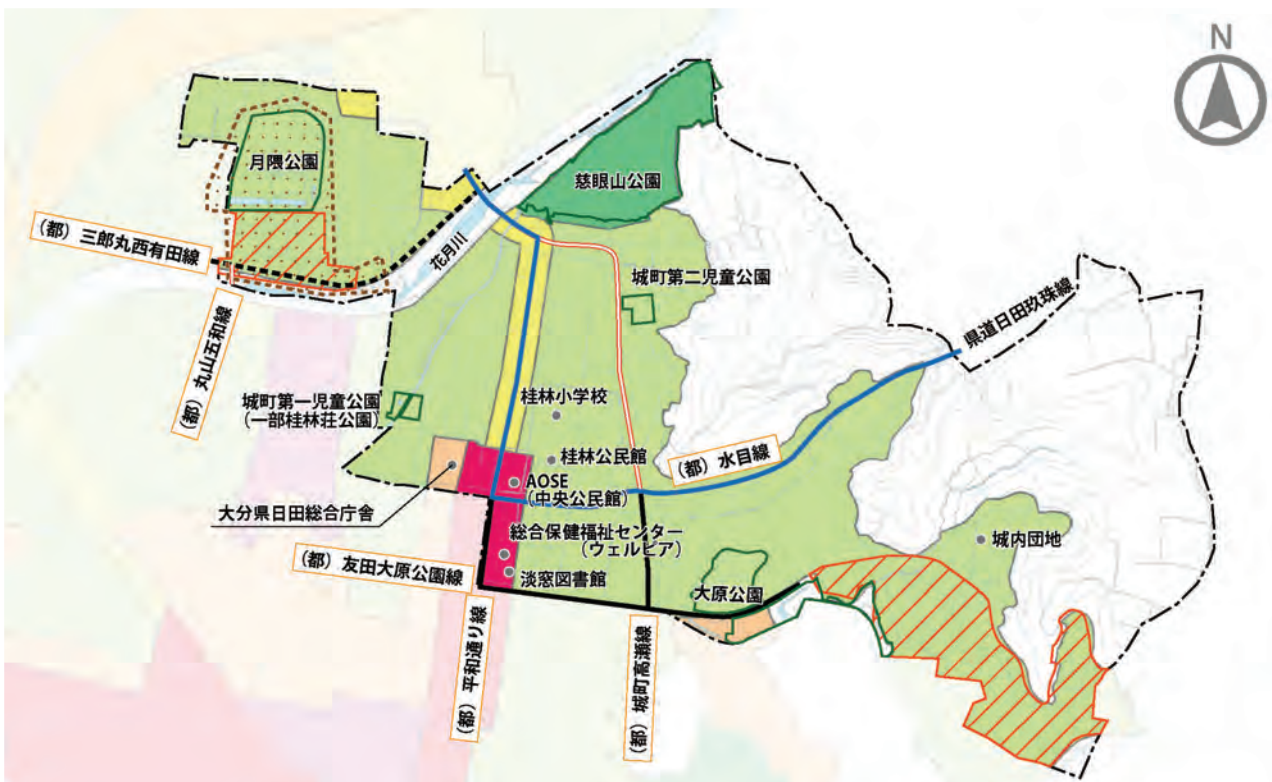 N
月隈公園
慈眼山公園
(都)三郎丸西有田線
花月川
城町第二児童公園
(都)丸山五和線
県道日田玖珠線
城町第一児童公園
(一部桂林荘公園)
桂林小学校
桂林公民館
(都)水目線
AOSE
(中央公民館)
大分県日田総合庁舎
総合保健福祉センター
(ウェルピア)
城内団地
(都)友田大原公園線
淡窓図書館
大原公園
(都)平和通り線
(都)城町高瀬線